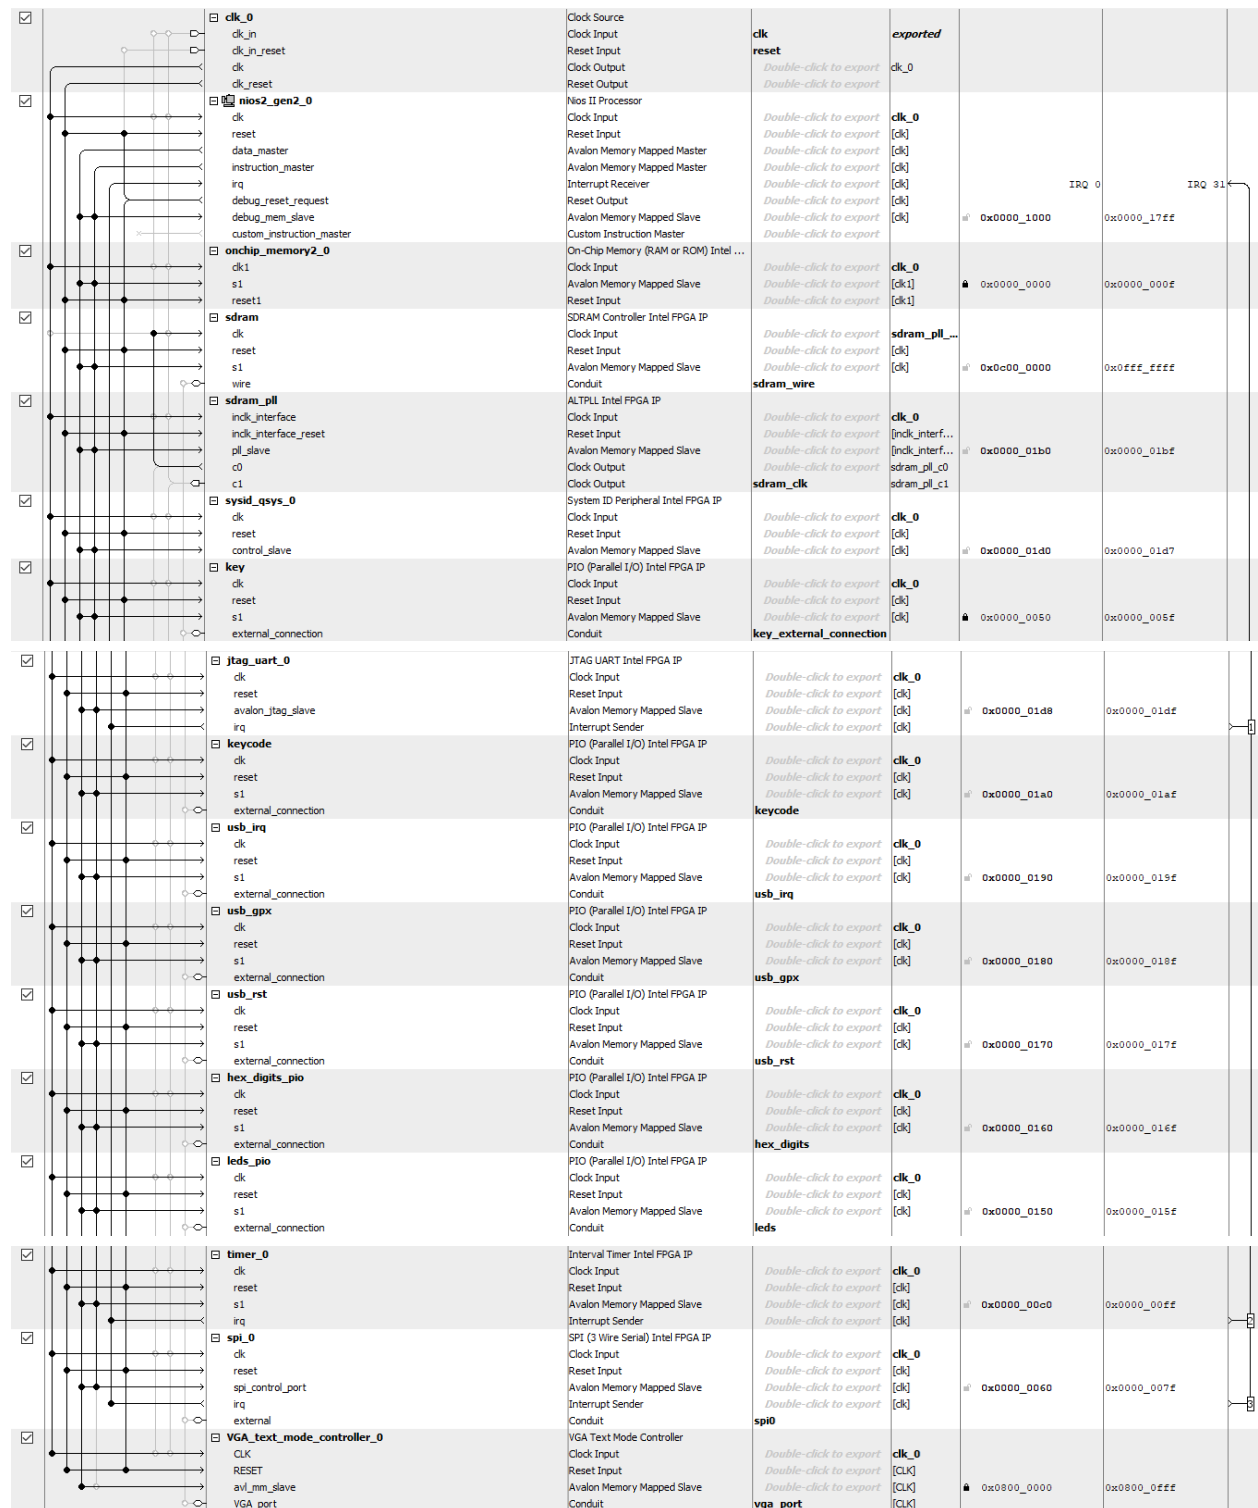 clk_0 Clock Source
clk_in Clock Input clk exported
clk_in_reset Reset Input reset
clk Clock Output Double-click to export clk_0
clk_reset Reset Output Double-click to export
nios2_gen2_0 Nios II Processor
clk Clock Input Double-click to export clk_0
reset Reset Input Double-click to export [clk]
data_master Avalon Memory Mapped Master Double-click to export [clk]
instruction_master Avalon Memory Mapped Master Double-click to export [clk]
irq Interrupt Receiver Double-click to export [clk] IRQ 0 IRQ 31
debug_reset_request Reset Output Double-click to export [clk]
debug_mem_slave Avalon Memory Mapped Slave Double-click to export [clk] 0x0000_1000 0x0000_17ff
custom_instruction_master Custom Instruction Master Double-click to export
onchip_memory2_0 On-Chip Memory (RAM or ROM) Intel ...
clk1 Clock Input Double-click to export clk_0
s1 Avalon Memory Mapped Slave Double-click to export [clk1] 0x0000_0000 0x0000_000f
reset1 Reset Input Double-click to export [clk1]
sdram SDRAM Controller Intel FPGA IP
clk Clock Input Double-click to export sdram_pll_...
reset Reset Input Double-click to export [clk]
s1 Avalon Memory Mapped Slave Double-click to export [clk] 0x0c00_0000 0x0fff_ffff
wire Conduit sdram_wire
sdram_pll ALTPLL Intel FPGA IP
inclk_interface Clock Input Double-click to export clk_0
inclk_interface_reset Reset Input Double-click to export [inclk_interf...
pll_slave Avalon Memory Mapped Slave Double-click to export [inclk_interf... 0x0000_01b0 0x0000_01bf
c0 Clock Output Double-click to export sdram_pll_c0
c1 Clock Output sdram_clk sdram_pll_c1
sysid_qsys_0 System ID Peripheral Intel FPGA IP
clk Clock Input Double-click to export clk_0
reset Reset Input Double-click to export [clk]
control_slave Avalon Memory Mapped Slave Double-click to export [clk] 0x0000_01d0 0x0000_01d7
key PIO (Parallel I/O) Intel FPGA IP
clk Clock Input Double-click to export clk_0
reset Reset Input Double-click to export [clk]
s1 Avalon Memory Mapped Slave Double-click to export [clk] 0x0000_0050 0x0000_005f
external_connection Conduit key_external_connection
jtag_uart_0 JTAG UART Intel FPGA IP
clk Clock Input Double-click to export clk_0
reset Reset Input Double-click to export [clk]
avalon_jtag_slave Avalon Memory Mapped Slave Double-click to export [clk] 0x0000_01d8 0x0000_01df
irq Interrupt Sender Double-click to export [clk] 1
keycode PIO (Parallel I/O) Intel FPGA IP
clk Clock Input Double-click to export clk_0
reset Reset Input Double-click to export [clk]
s1 Avalon Memory Mapped Slave Double-click to export [clk] 0x0000_01a0 0x0000_01af
external_connection Conduit keycode
usb_irq PIO (Parallel I/O) Intel FPGA IP
clk Clock Input Double-click to export clk_0
reset Reset Input Double-click to export [clk]
s1 Avalon Memory Mapped Slave Double-click to export [clk] 0x0000_0190 0x0000_019f
external_connection Conduit usb_irq
usb_gpx PIO (Parallel I/O) Intel FPGA IP
clk Clock Input Double-click to export clk_0
reset Reset Input Double-click to export [clk]
s1 Avalon Memory Mapped Slave Double-click to export [clk] 0x0000_0180 0x0000_018f
external_connection Conduit usb_gpx
usb_rst PIO (Parallel I/O) Intel FPGA IP
clk Clock Input Double-click to export clk_0
reset Reset Input Double-click to export [clk]
s1 Avalon Memory Mapped Slave Double-click to export [clk] 0x0000_0170 0x0000_017f
external_connection Conduit usb_rst
hex_digits_pio PIO (Parallel I/O) Intel FPGA IP
clk Clock Input Double-click to export clk_0
reset Reset Input Double-click to export [clk]
s1 Avalon Memory Mapped Slave Double-click to export [clk] 0x0000_0160 0x0000_016f
external_connection Conduit hex_digits
leds_pio PIO (Parallel I/O) Intel FPGA IP
clk Clock Input Double-click to export clk_0
reset Reset Input Double-click to export [clk]
s1 Avalon Memory Mapped Slave Double-click to export [clk] 0x0000_0150 0x0000_015f
external_connection Conduit leds
timer_0 Interval Timer Intel FPGA IP
clk Clock Input Double-click to export clk_0
reset Reset Input Double-click to export [clk]
s1 Avalon Memory Mapped Slave Double-click to export [clk] 0x0000_00c0 0x0000_00ff
irq Interrupt Sender Double-click to export [clk] 2
spi_0 SPI (3 Wire Serial) Intel FPGA IP
clk Clock Input Double-click to export clk_0
reset Reset Input Double-click to export [clk]
spi_control_port Avalon Memory Mapped Slave Double-click to export [clk] 0x0000_0060 0x0000_007f
irq Interrupt Sender Double-click to export [clk] 3
external Conduit spi0
VGA_text_mode_controller_0 VGA Text Mode Controller
CLK Clock Input Double-click to export clk_0
RESET Reset Input Double-click to export [CLK]
avl_mm_slave Avalon Memory Mapped Slave Double-click to export [CLK] 0x0800_0000 0x0800_0fff
VGA_port Conduit vga_port [CLK]